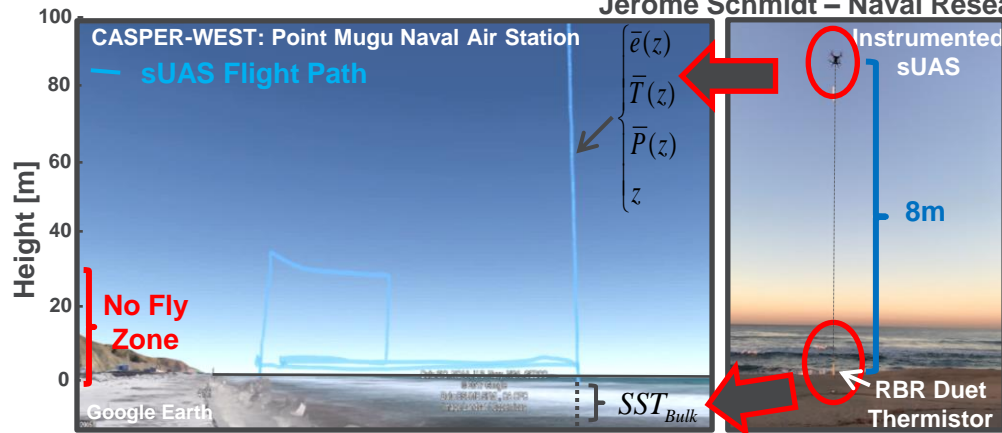 Jerome Schmidt – Naval Resea
100
CASPER-WEST: Point Mugu Naval Air Station
sUAS Flight Path
80
60
40
20
0
Height [m]
No Fly
Zone
e̅(z)
T̅(z)
P̅(z)
z
Google Earth
SST_Bulk
Instrumented
sUAS
8m
RBR Duet
Thermistor